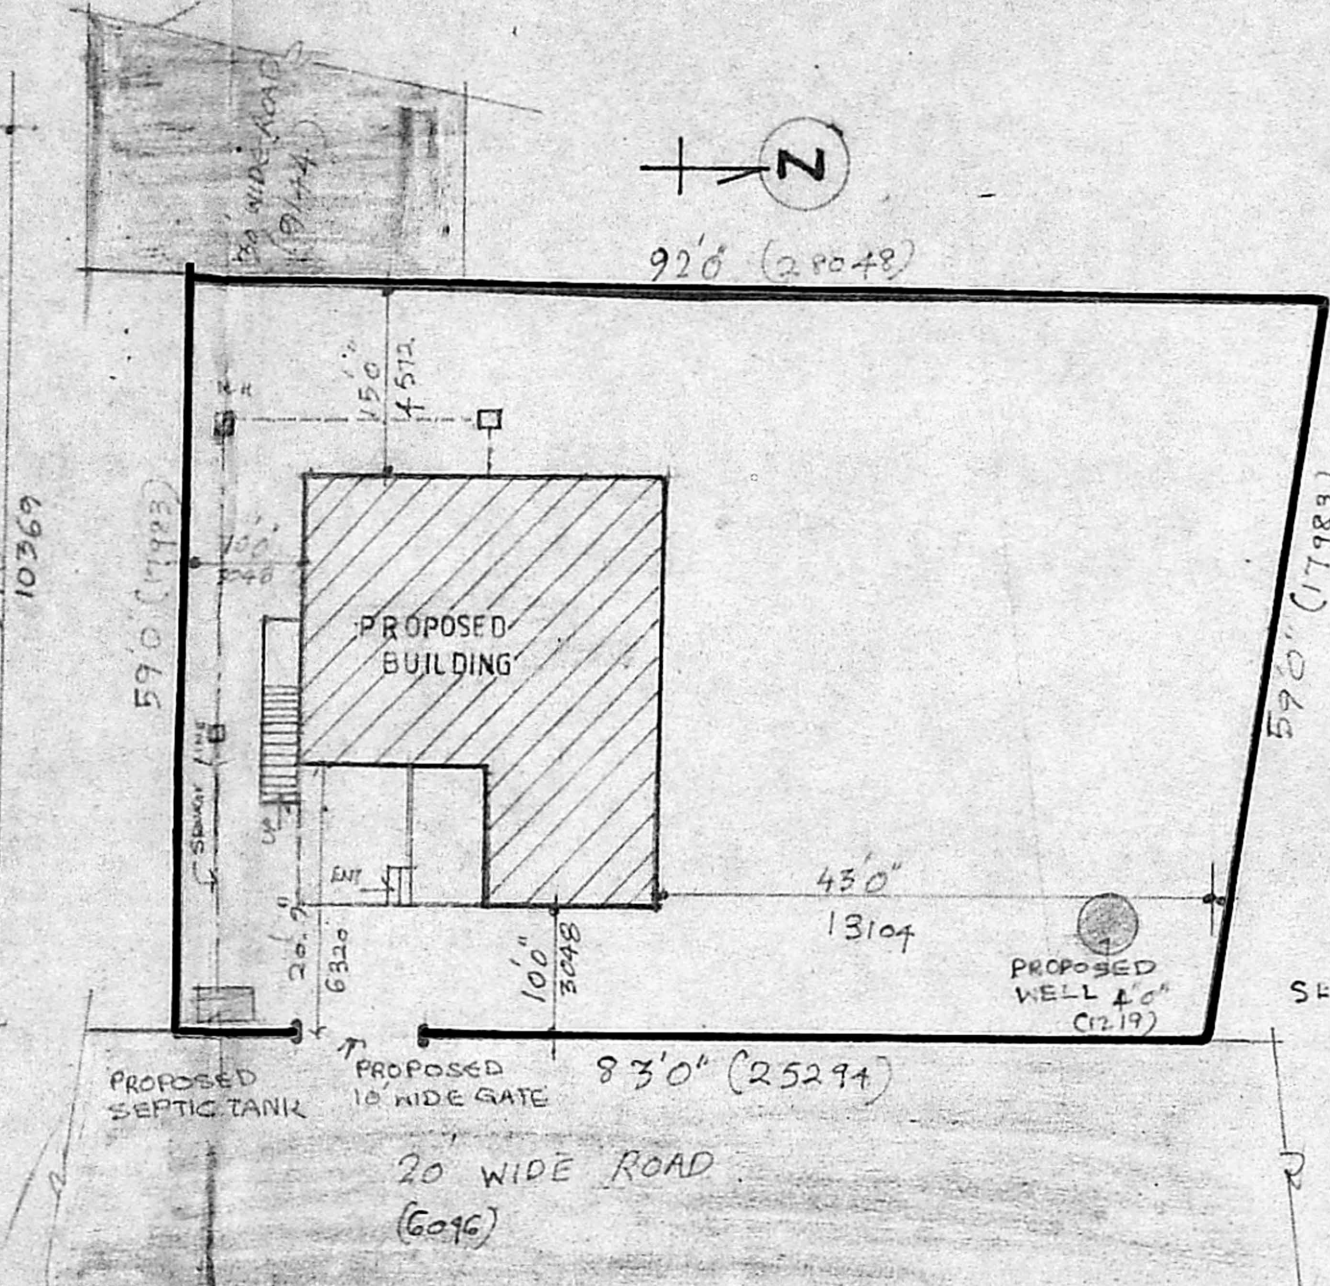 30' WIDE ROAD
(9144)
N
92'0" (28048)
15'0"
4572
10369
59'0" (17983)
10'0"
3048
PROPOSED
BUILDING
59'0" (17983)
UP
ENT
LINE
20'.9"
6320
10'0"
3048
43'0"
13104
PROPOSED
WELL 4'0"
(1219)
PROPOSED
SEPTIC TANK
PROPOSED
10' WIDE GATE
83'0" (25294)
20' WIDE ROAD
(6096)